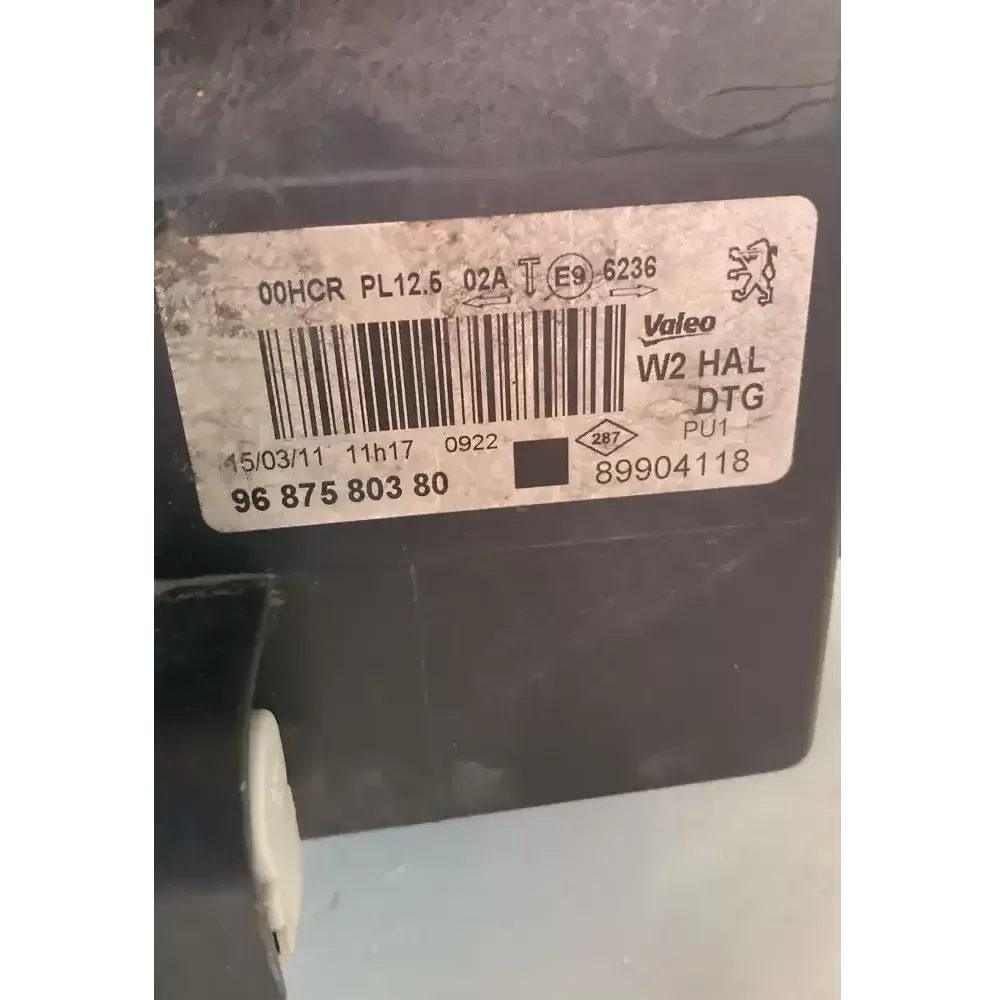 00HCR PL12.5 02A E9 6236
Valeo
W2 HAL
DTG
PU1
15/03/11 11h17 0922
287
96 875 803 80
89904118